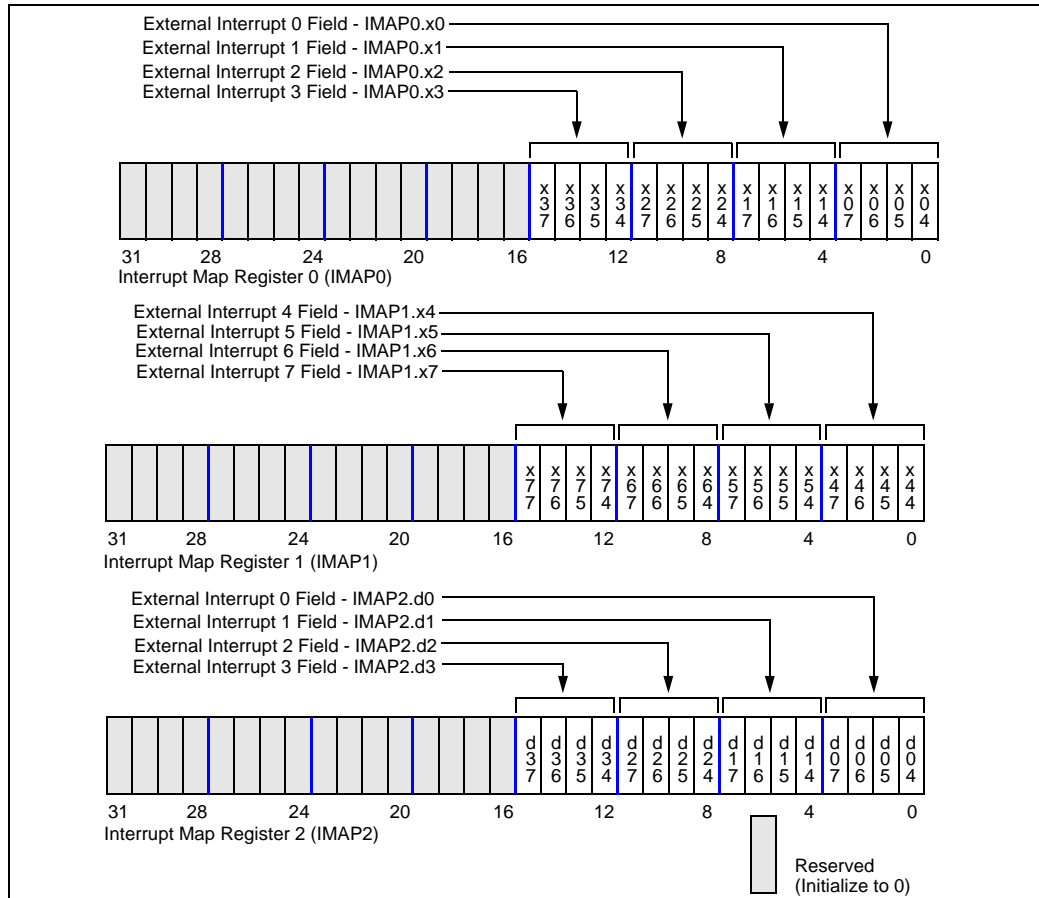 External Interrupt 0 Field - IMAP0.x0
External Interrupt 1 Field - IMAP0.x1
External Interrupt 2 Field - IMAP0.x2
External Interrupt 3 Field - IMAP0.x3
x37 x36 x35 x34 x27 x26 x25 x24 x17 x16 x15 x14 x07 x06 x05 x04
31 28 24 20 16 12 8 4 0
Interrupt Map Register 0 (IMAP0)
External Interrupt 4 Field - IMAP1.x4
External Interrupt 5 Field - IMAP1.x5
External Interrupt 6 Field - IMAP1.x6
External Interrupt 7 Field - IMAP1.x7
x77 x76 x75 x74 x67 x66 x65 x64 x57 x56 x55 x54 x47 x46 x45 x44
31 28 24 20 16 12 8 4 0
Interrupt Map Register 1 (IMAP1)
External Interrupt 0 Field - IMAP2.d0
External Interrupt 1 Field - IMAP2.d1
External Interrupt 2 Field - IMAP2.d2
External Interrupt 3 Field - IMAP2.d3
d37 d36 d35 d34 d27 d26 d25 d24 d17 d16 d15 d14 d07 d06 d05 d04
31 28 24 20 16 12 8 4 0
Interrupt Map Register 2 (IMAP2)
Reserved
(Initialize to 0)